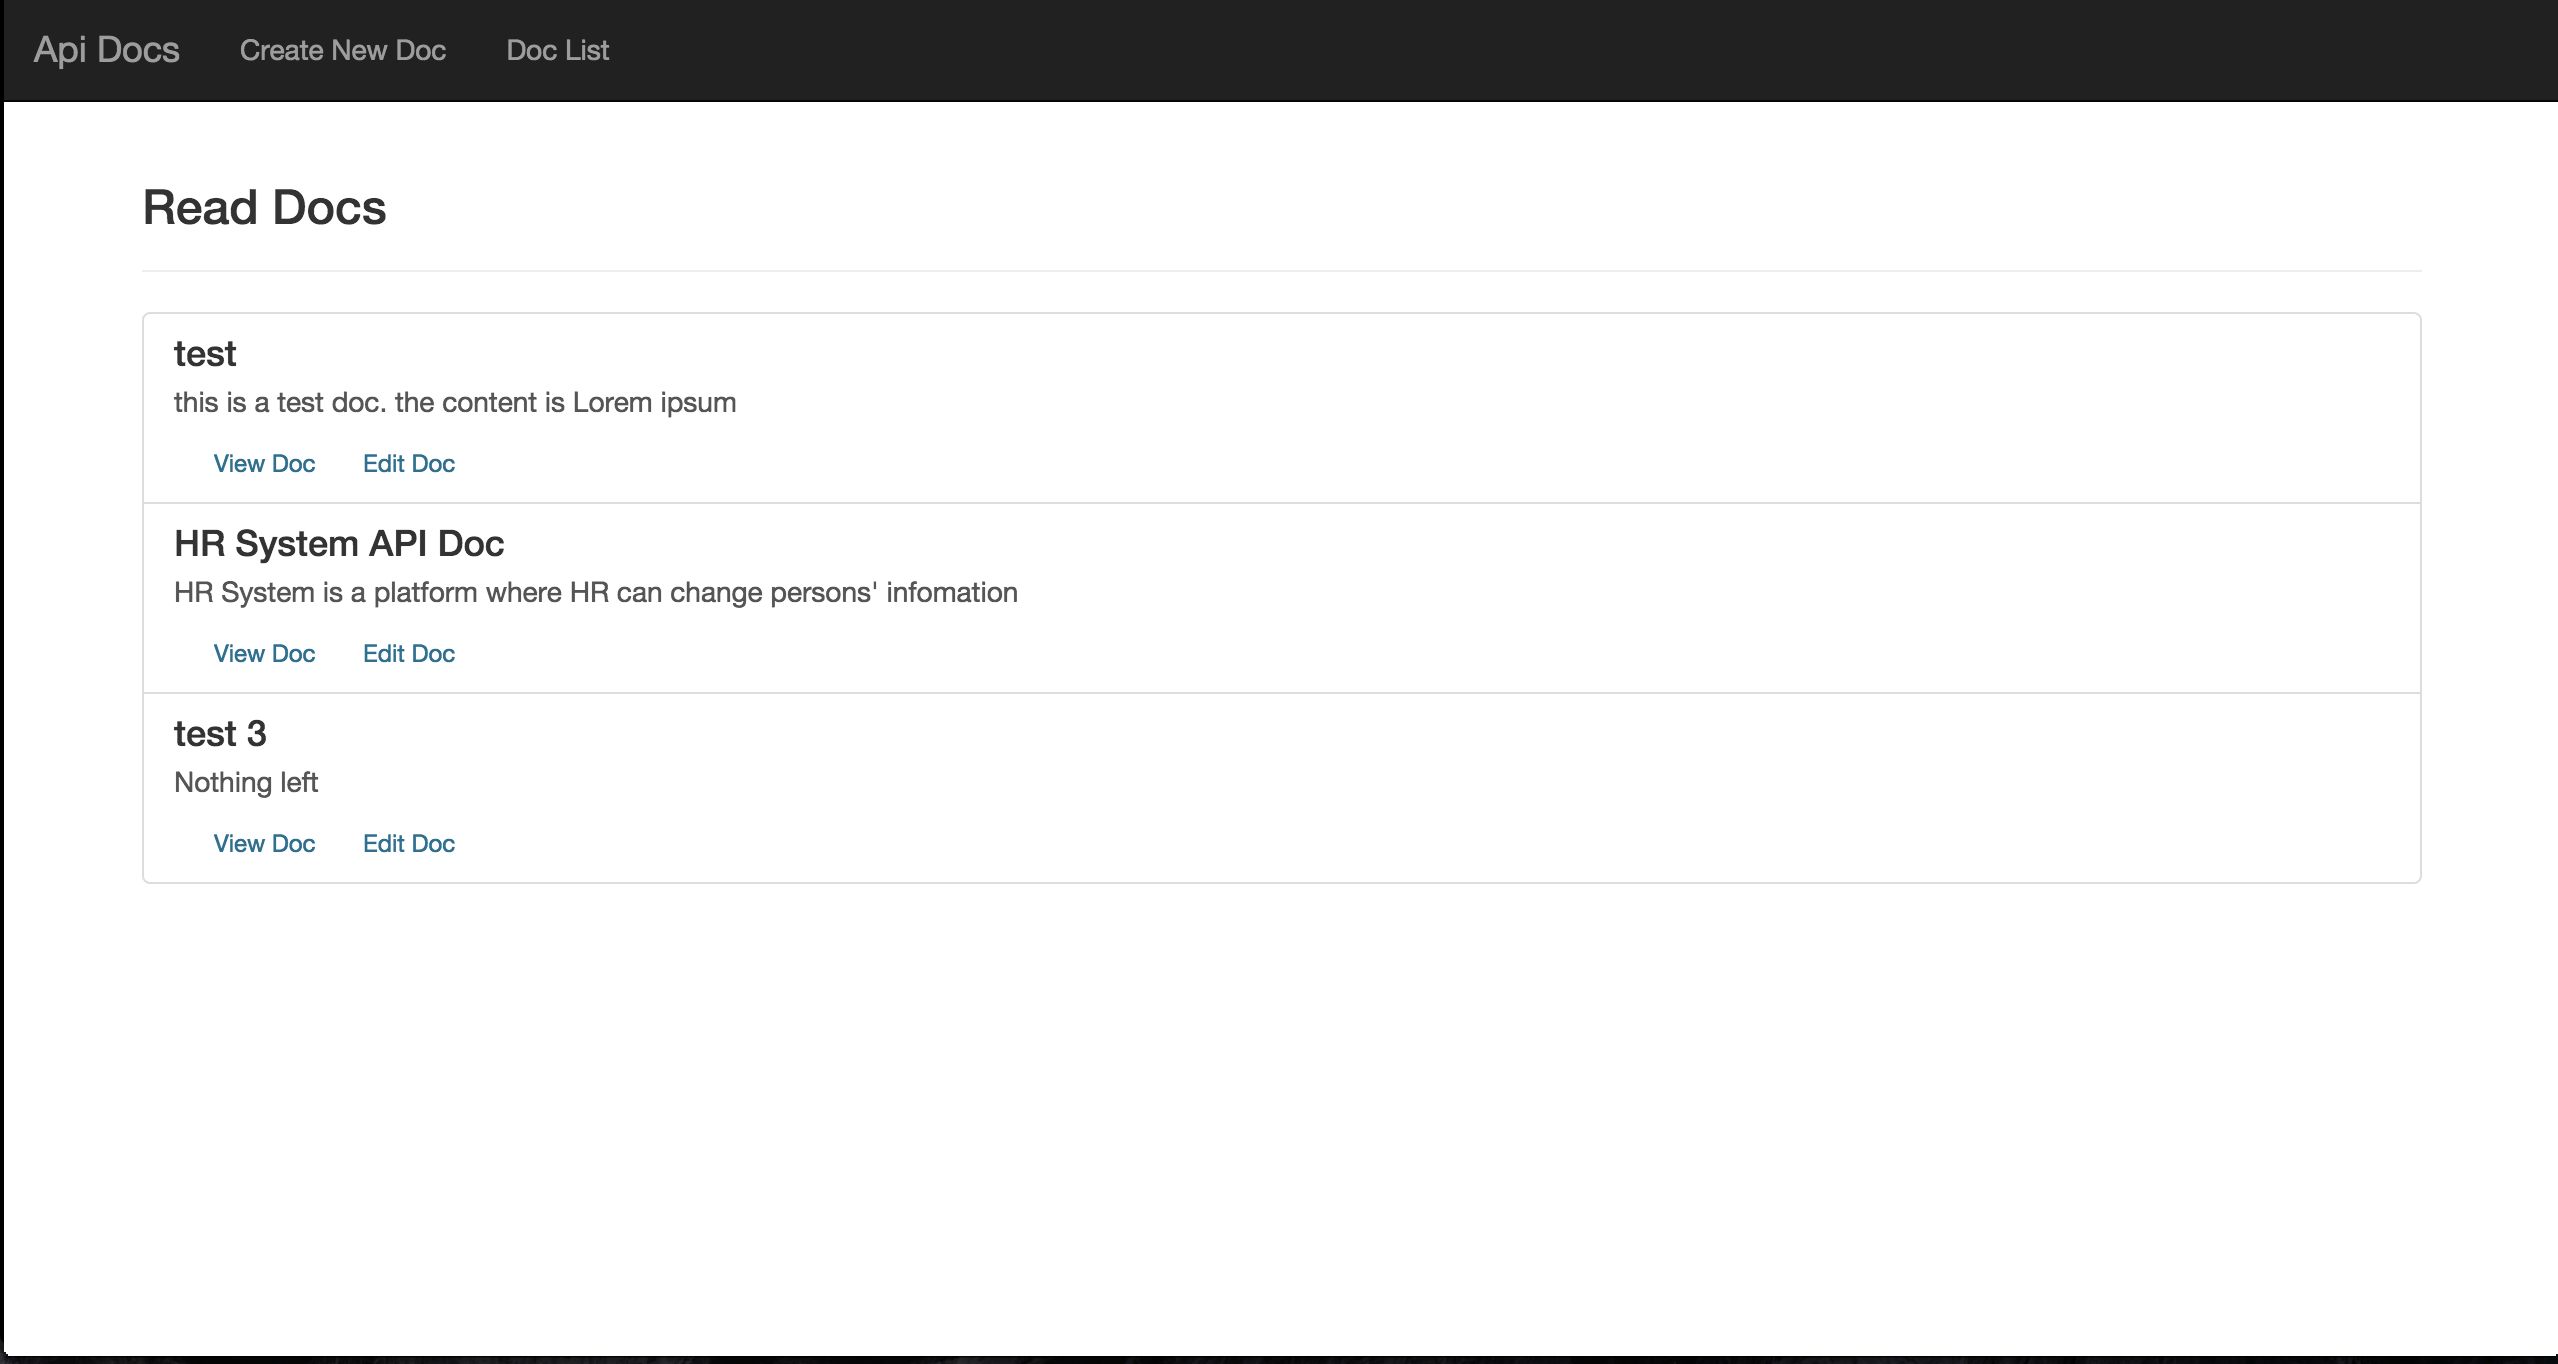 Api Docs Create New Doc Doc List
Read Docs
test
this is a test doc. the content is Lorem ipsum
View Doc Edit Doc
HR System API Doc
HR System is a platform where HR can change persons' infomation
View Doc Edit Doc
test 3
Nothing left
View Doc Edit Doc